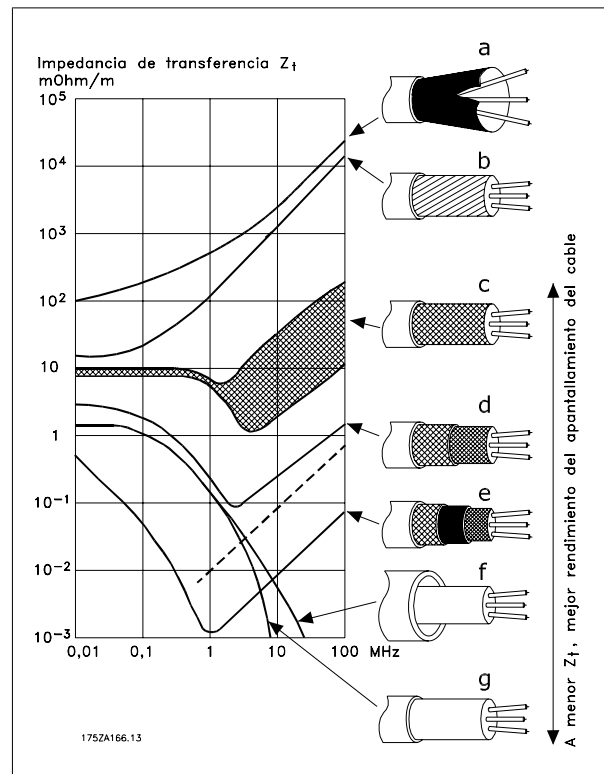 Impedancia de transferencia Zt
mOhm/m
10⁵
10⁴
10³
10²
10
1
10⁻¹
10⁻²
10⁻³
0,01 0,1 1 10 100 MHz
a
b
c
d
e
f
g
A menor Zt, mejor rendimiento del apantallamiento del cable
175ZA166.13